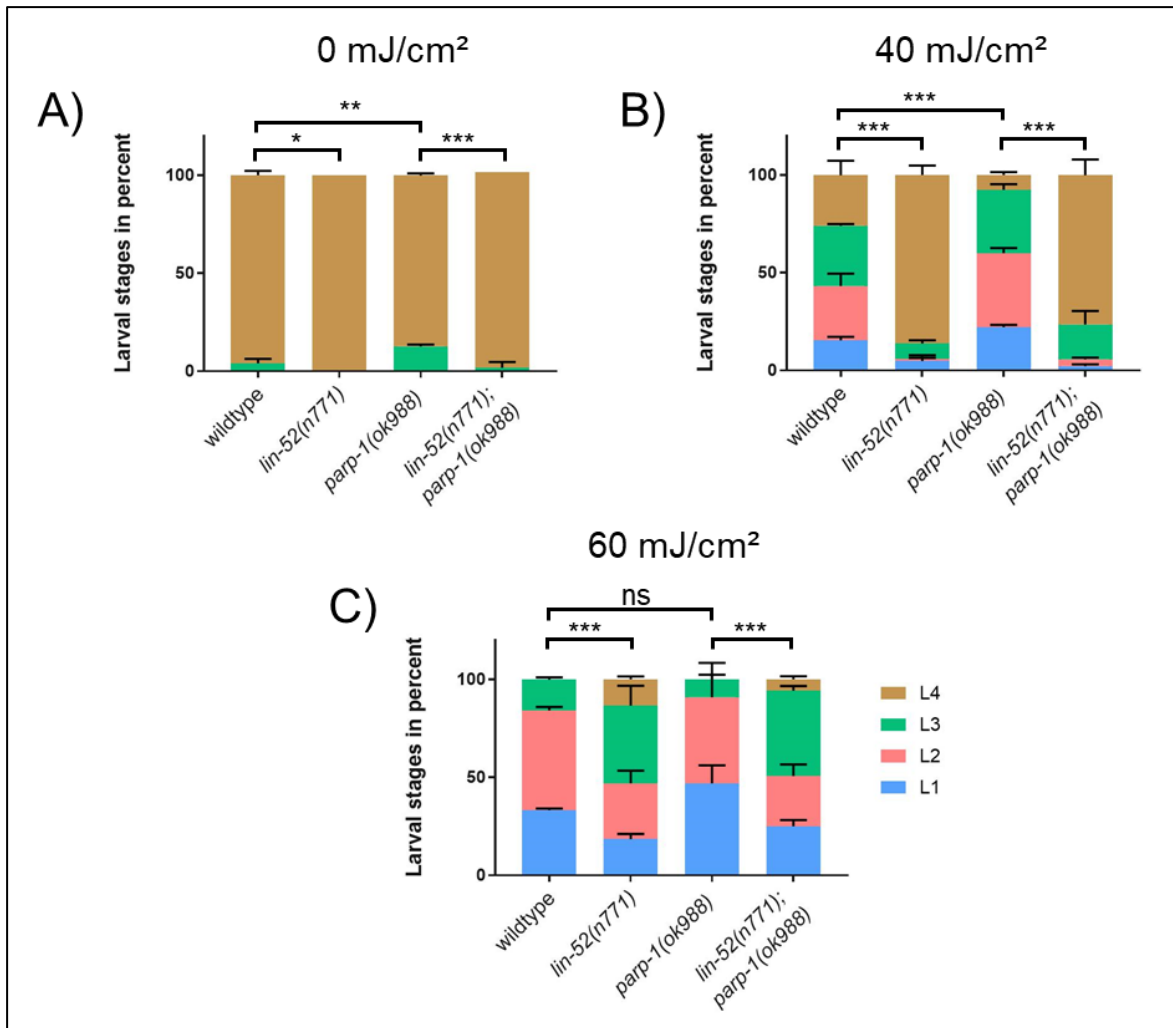 0 mJ/cm²
40 mJ/cm²
A)
**
*
***
Larval stages in percent
100
50
0
wildtype
lin-52(n771)
parp-1(ok988)
lin-52(n771);
parp-1(ok988)
B)
***
***
***
Larval stages in percent
100
50
0
wildtype
lin-52(n771)
parp-1(ok988)
lin-52(n771);
parp-1(ok988)
60 mJ/cm²
C)
ns
***
***
Larval stages in percent
100
50
0
wildtype
lin-52(n771)
parp-1(ok988)
lin-52(n771);
parp-1(ok988)
L4
L3
L2
L1